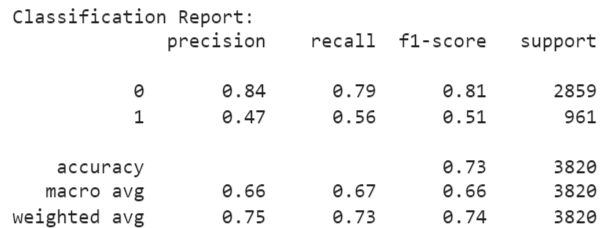 Classification Report:
precision recall f1-score support
0 0.84 0.79 0.81 2859
1 0.47 0.56 0.51 961
accuracy 0.73 3820
macro avg 0.66 0.67 0.66 3820
weighted avg 0.75 0.73 0.74 3820